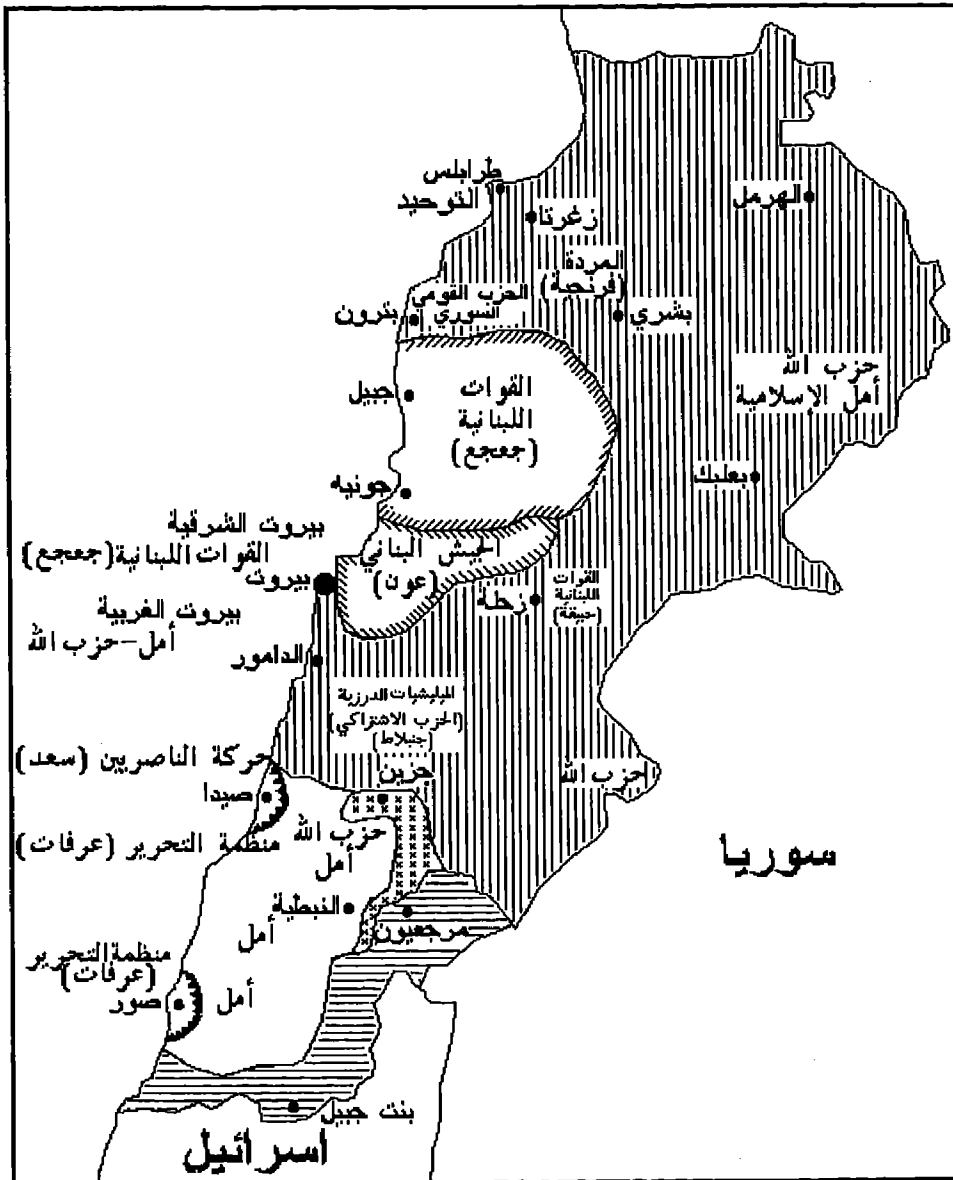 طرابلس
التوحيد
زغرتا
الهرمل
المردة
(فرنجية)
الحزب القومي
السوري
بترون
بشري
حزب الله
أمل الإسلامية
القوات
اللبنانية
(جعجع)
جبيل
بعلبك
جونيه
بيروت الشرقية
القوات اللبنانية (جعجع)
الجيش البناني
(عون)
بيروت
القوات
اللبنانية
(حبيقة)
زحلة
بيروت الغربية
أمل-حزب الله
الدامور
الميليشيات الدرزية
(الحزب الاشتراكي)
(جنبلاط)
حركة الناصريين (سعد)
جزين
حزب الله
صيدا
حزب الله
أمل
منظمة التحرير (عرفات)
سوريا
النبطية
أمل
مرجعيون
منظمة التحرير
(عرفات)
أمل
صور
بنت جبيل
اسرائيل